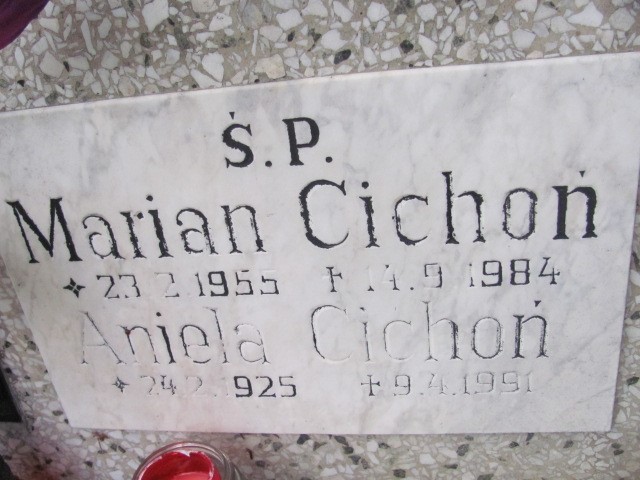 Ś.P.
Marian Cichoń
✦ 23.2.1955 ✝ 14.9.1984
Aniela Cichoń
✦ 24.2.1925 ✝ 9.4.1991